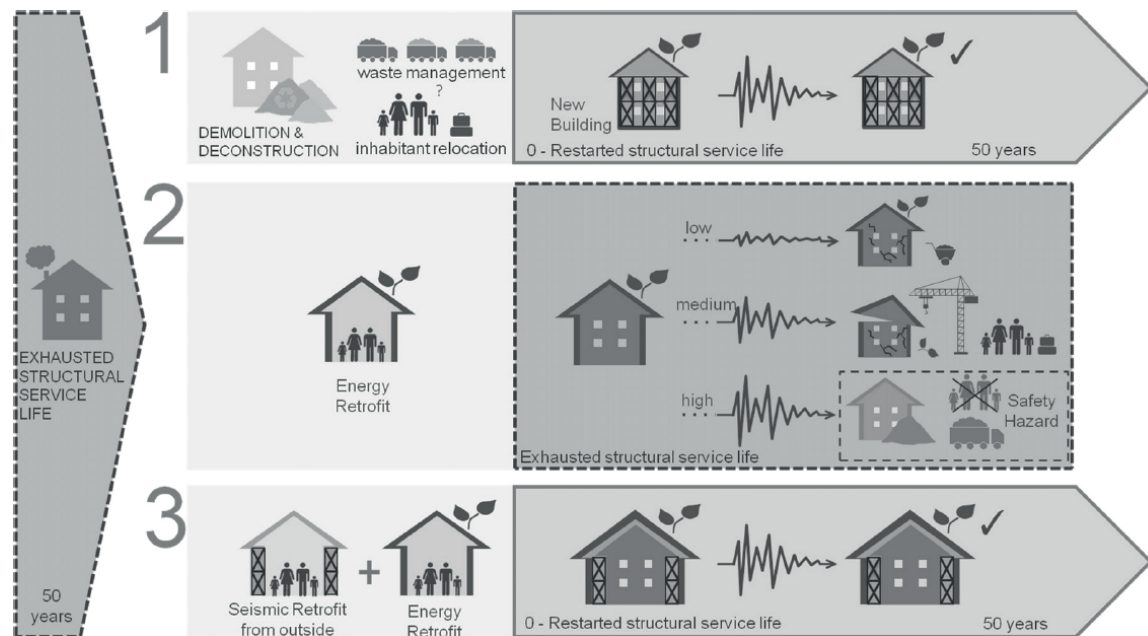 EXHAUSTED
STRUCTURAL
SERVICE
LIFE
50
years
1
DEMOLITION &
DECONSTRUCTION
waste management
?
inhabitant relocation
New
Building
0 - Restarted structural service life
50 years
2
Energy
Retrofit
low
....
medium
....
high
....
Safety
Hazard
Exhausted structural service life
3
Seismic Retrofit
from outside
+
Energy
Retrofit
0 - Restarted structural service life
50 years